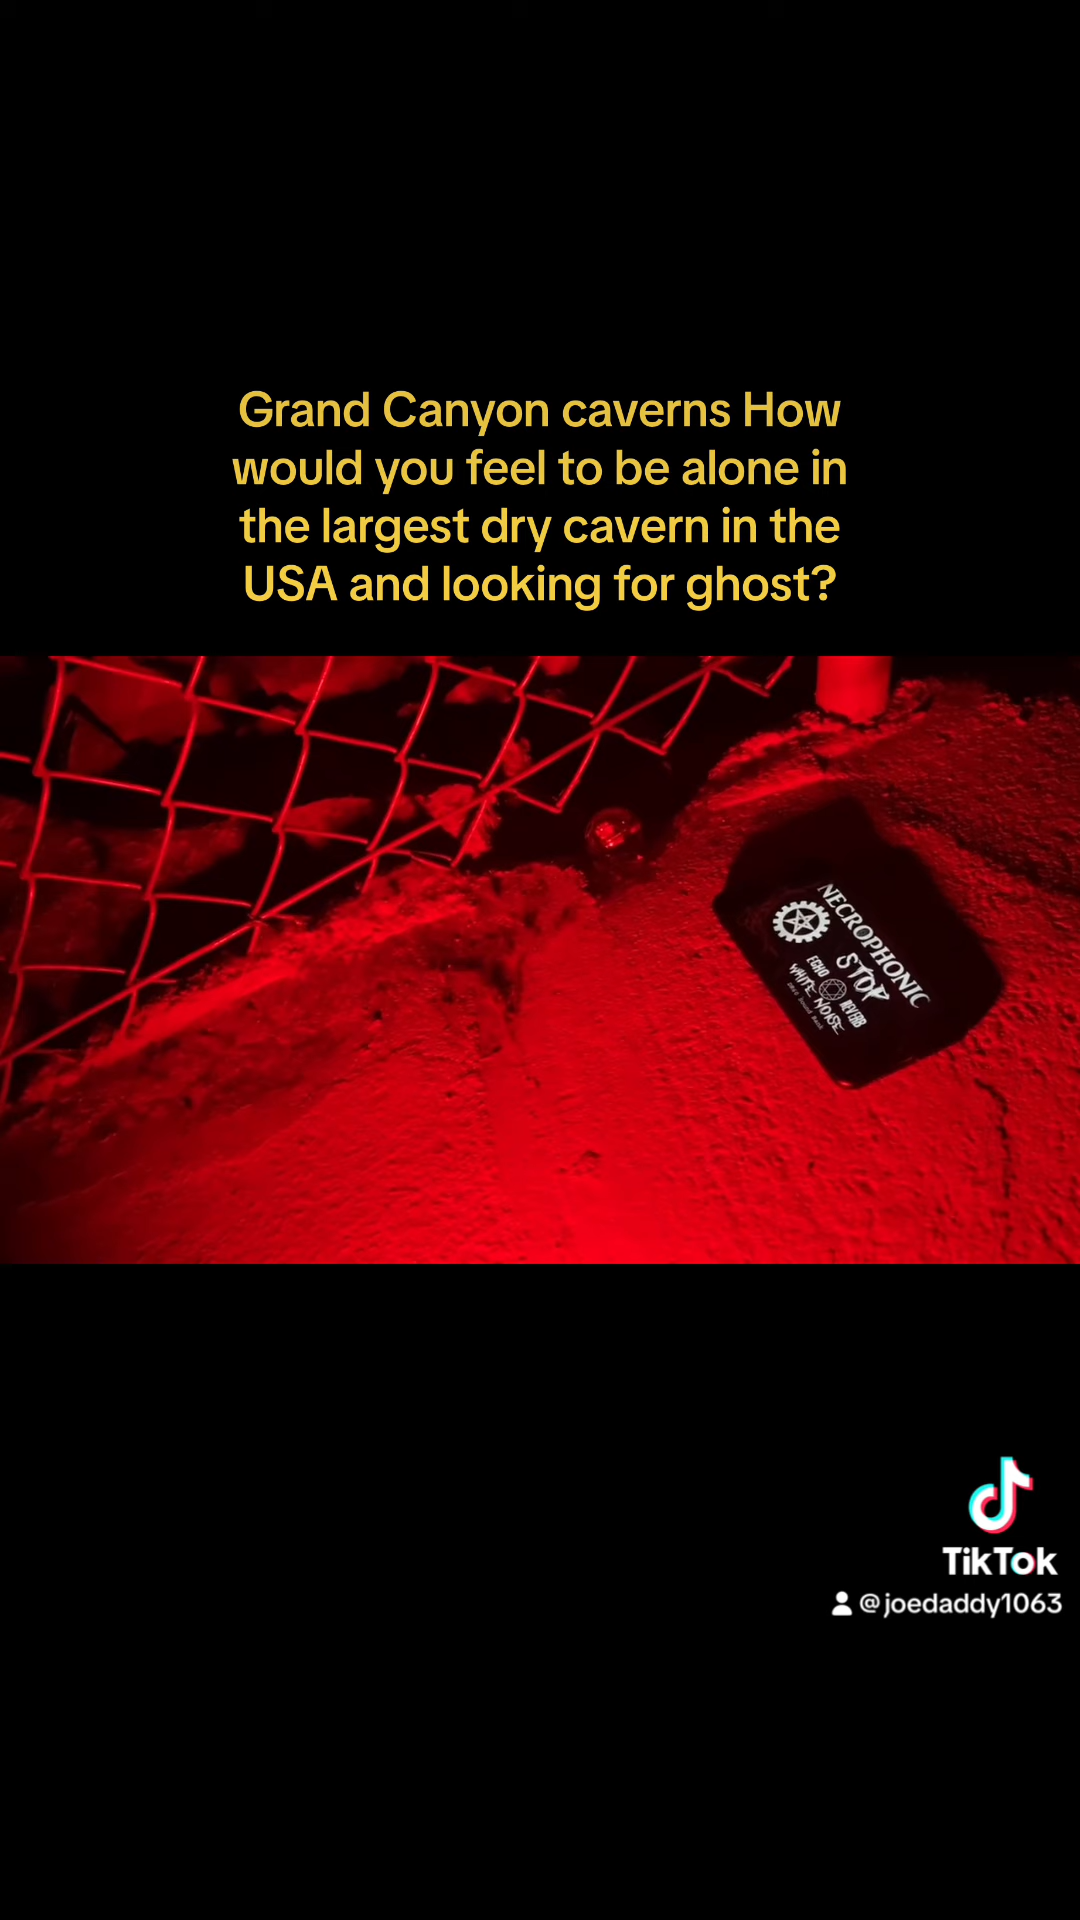 Grand Canyon caverns How
would you feel to be alone in
the largest dry cavern in the
USA and looking for ghost?
NECROPHONIC
STOP
ECHO
REVERB
WHITE NOISE
TikTok
@joedaddy1063